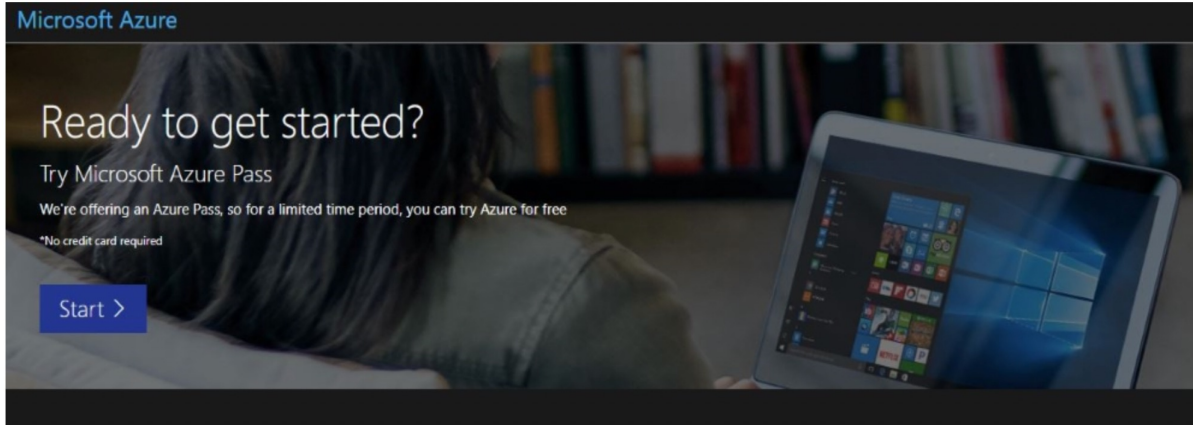 Microsoft Azure
Ready to get started?
Try Microsoft Azure Pass
We're offering an Azure Pass, so for a limited time period, you can try Azure for free
*No credit card required
Start >